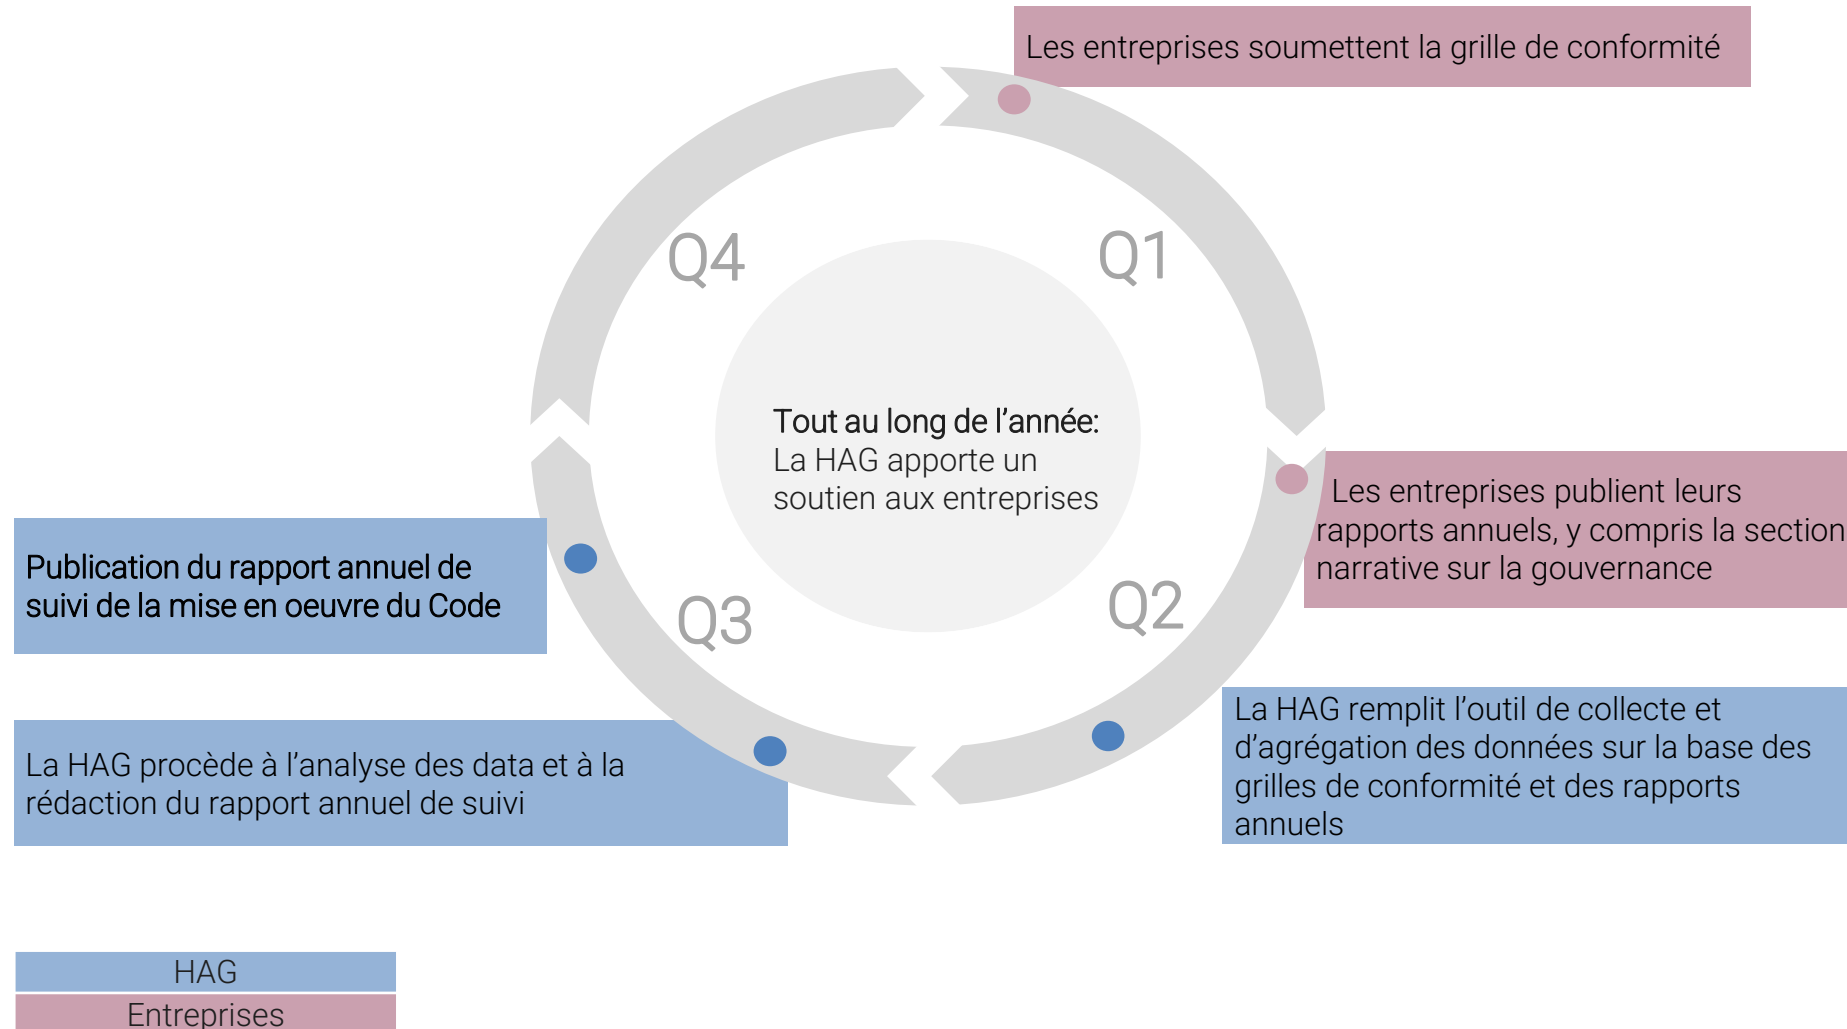 Les entreprises soumettent la grille de conformité
Q4
Q1
Tout au long de l’année:
La HAG apporte un
soutien aux entreprises
Les entreprises publient leurs
rapports annuels, y compris la section
narrative sur la gouvernance
Publication du rapport annuel de
suivi de la mise en oeuvre du Code
Q3
Q2
La HAG remplit l’outil de collecte et
d’agrégation des données sur la base des
grilles de conformité et des rapports
annuels
La HAG procède à l’analyse des data et à la
rédaction du rapport annuel de suivi
HAG
Entreprises